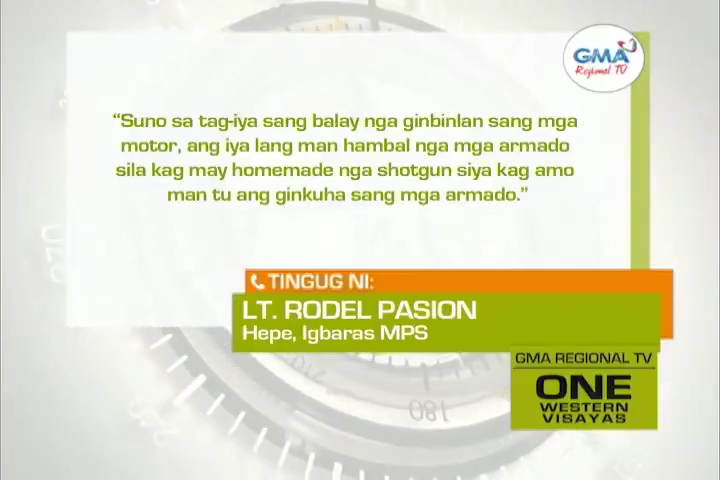 GMA
Regional TV
“Suno sa tag-iya sang balay nga ginbinlan sang mga
motor, ang iya lang man hambal nga mga armado
sila kag may homemade nga shotgun siya kag amo
man tu ang ginkuha sang mga armado.”
TINGUG NI:
LT. RODEL PASION
Hepe, Igbaras MPS
GMA REGIONAL TV
ONE
WESTERN
VISAYAS
180